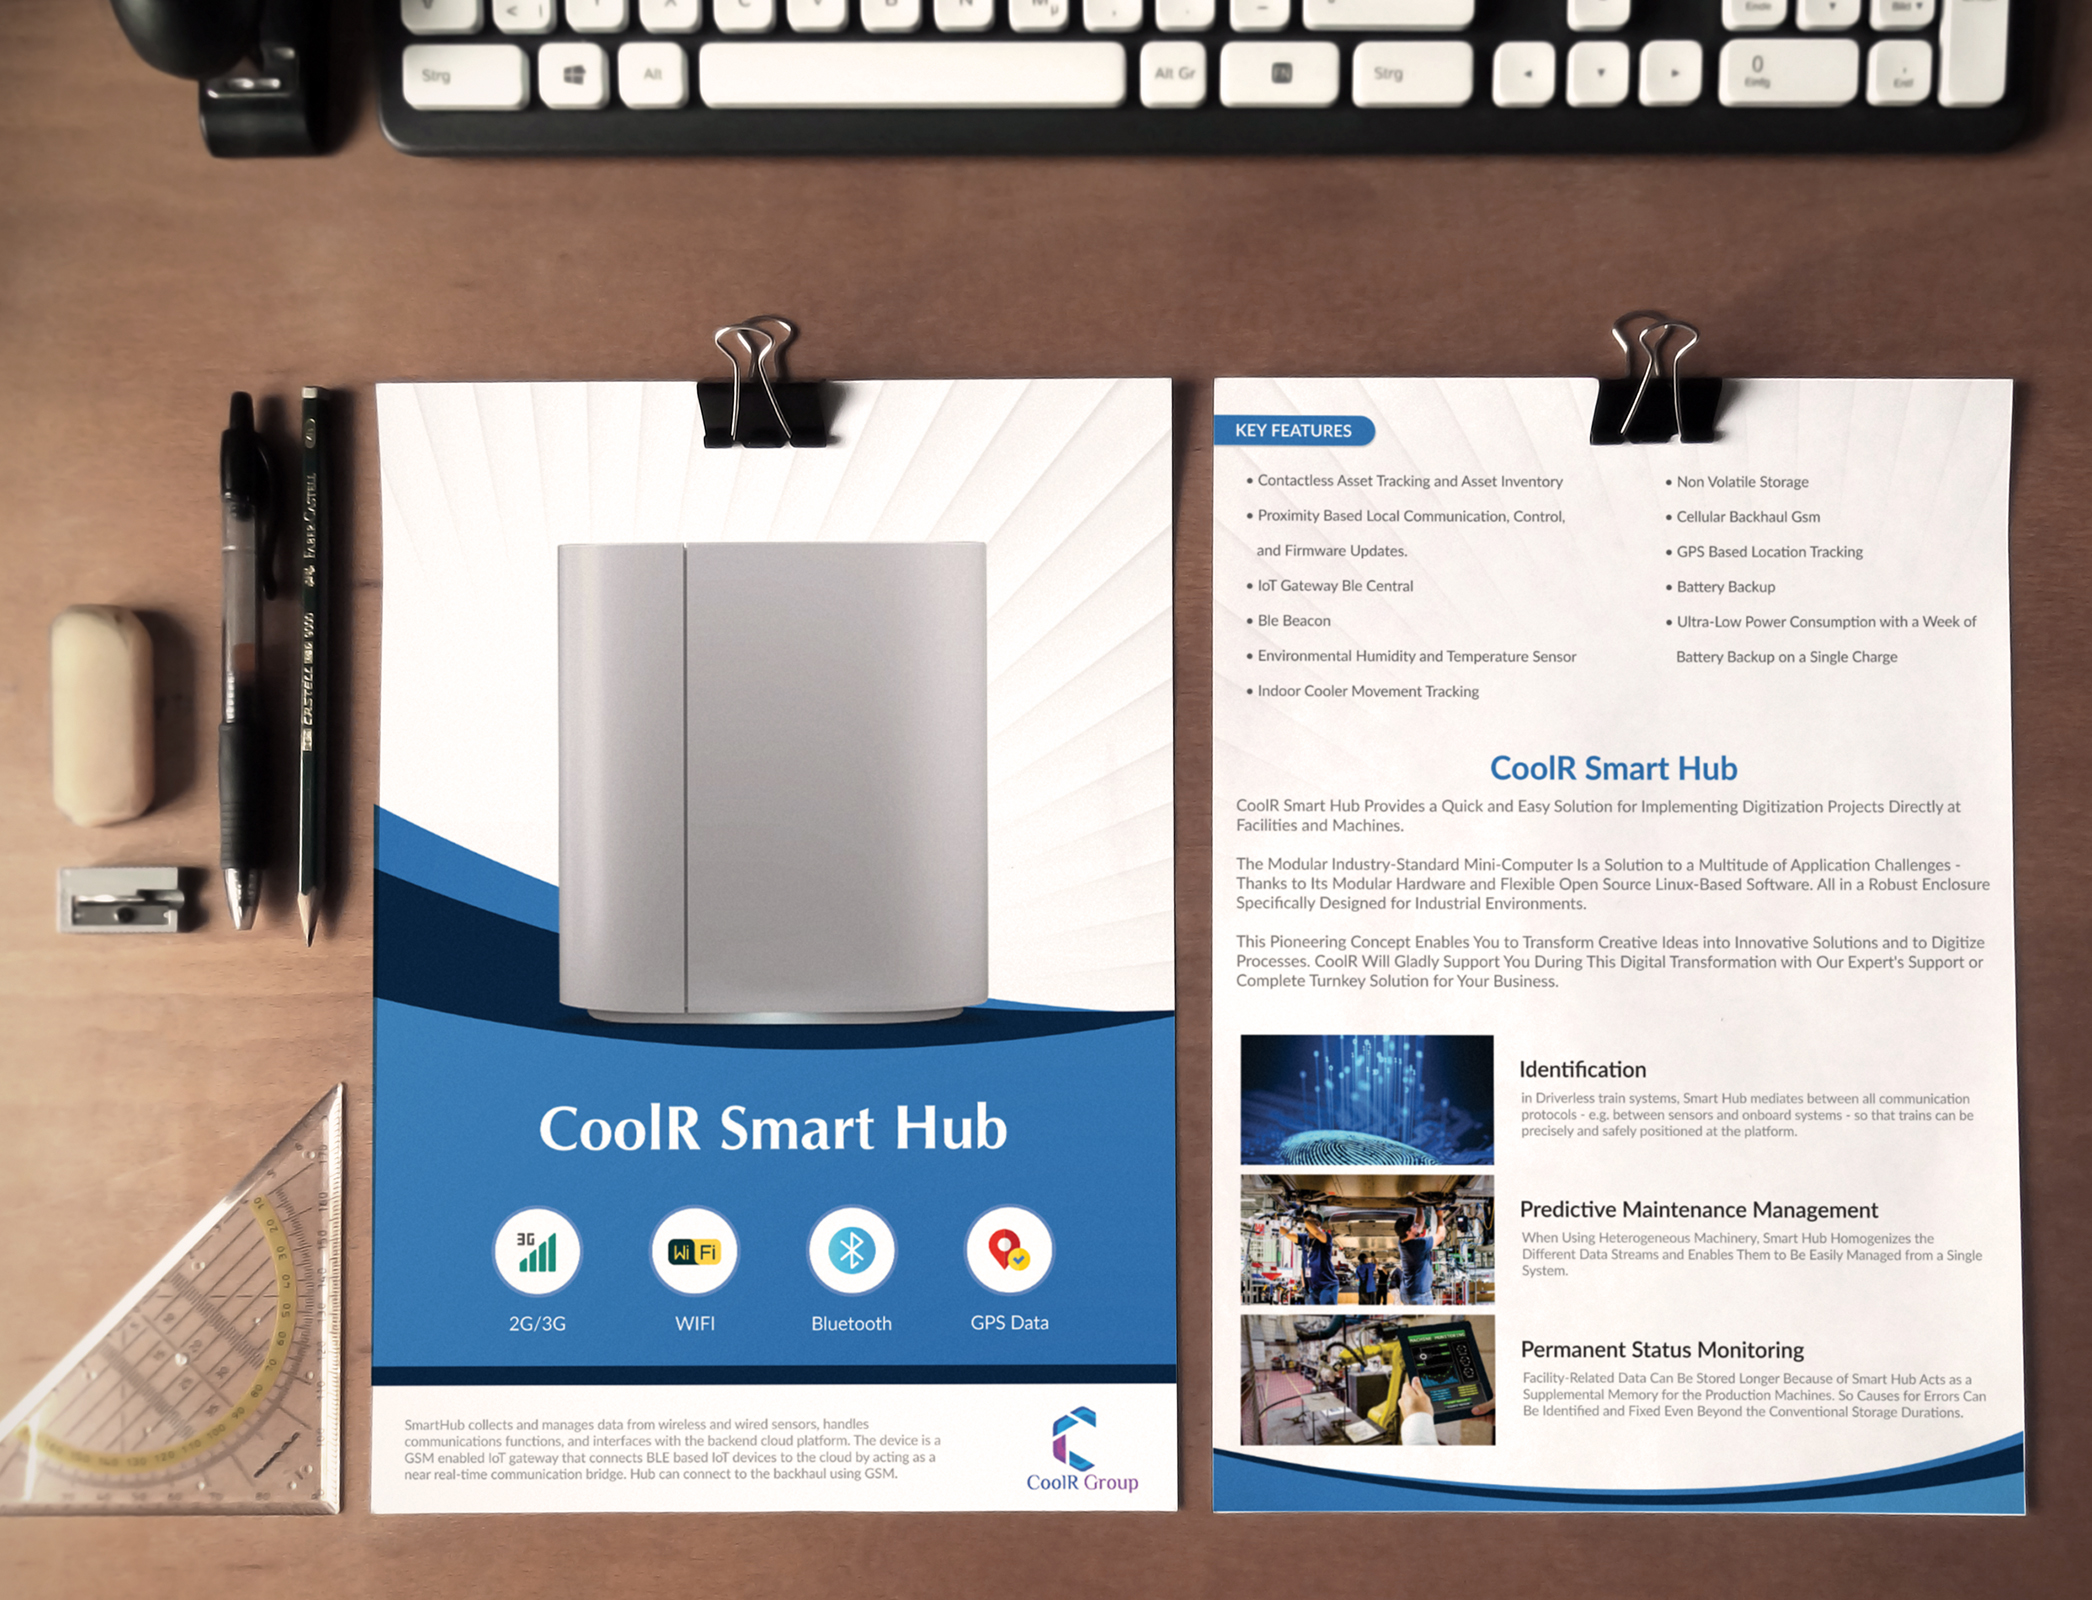 Strg
Alt
Alt Gr
FN
Strg
0
Einfg
Entf
Ende
Bild
FABER-CASTELL
CASTELL 9000
CoolR Smart Hub
3G
Wi Fi
2G/3G
WIFI
Bluetooth
GPS Data
SmartHub collects and manages data from wireless and wired sensors, handles
communications functions, and interfaces with the backend cloud platform. The device is a
GSM enabled IoT gateway that connects BLE based IoT devices to the cloud by acting as a
near real-time communication bridge. Hub can connect to the backhaul using GSM.
CoolR Group
KEY FEATURES
• Contactless Asset Tracking and Asset Inventory
• Proximity Based Local Communication, Control,
and Firmware Updates.
• IoT Gateway Ble Central
• Ble Beacon
• Environmental Humidity and Temperature Sensor
• Indoor Cooler Movement Tracking
• Non Volatile Storage
• Cellular Backhaul Gsm
• GPS Based Location Tracking
• Battery Backup
• Ultra-Low Power Consumption with a Week of
Battery Backup on a Single Charge
CoolR Smart Hub
CoolR Smart Hub Provides a Quick and Easy Solution for Implementing Digitization Projects Directly at
Facilities and Machines.
The Modular Industry-Standard Mini-Computer Is a Solution to a Multitude of Application Challenges -
Thanks to Its Modular Hardware and Flexible Open Source Linux-Based Software. All in a Robust Enclosure
Specifically Designed for Industrial Environments.
This Pioneering Concept Enables You to Transform Creative Ideas into Innovative Solutions and to Digitize
Processes. CoolR Will Gladly Support You During This Digital Transformation with Our Expert's Support or
Complete Turnkey Solution for Your Business.
Identification
in Driverless train systems, Smart Hub mediates between all communication
protocols - e.g. between sensors and onboard systems - so that trains can be
precisely and safely positioned at the platform.
Predictive Maintenance Management
When Using Heterogeneous Machinery, Smart Hub Homogenizes the
Different Data Streams and Enables Them to Be Easily Managed from a Single
System.
MACHINE MONITORING
Permanent Status Monitoring
Facility-Related Data Can Be Stored Longer Because of Smart Hub Acts as a
Supplemental Memory for the Production Machines. So Causes for Errors Can
Be Identified and Fixed Even Beyond the Conventional Storage Durations.